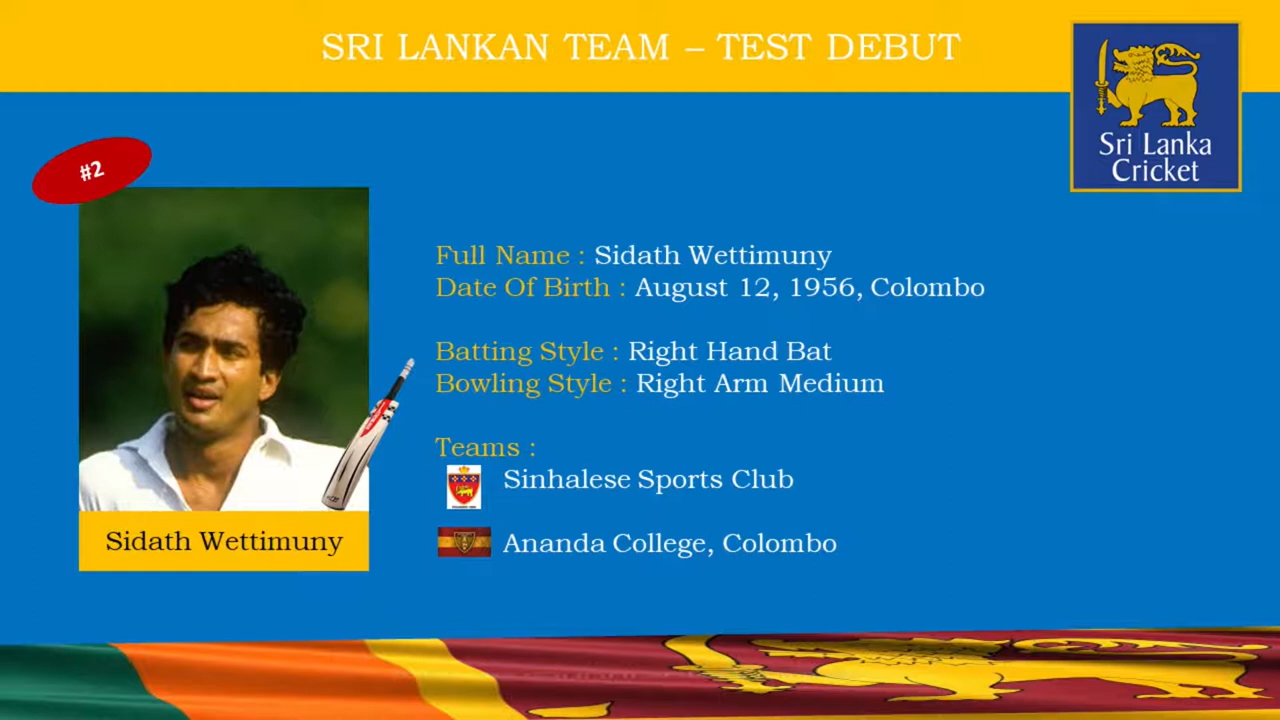 SRI LANKAN TEAM – TEST DEBUT
Sri Lanka
Cricket
#2
Full Name : Sidath Wettimuny
Date Of Birth : August 12, 1956, Colombo
Batting Style : Right Hand Bat
Bowling Style : Right Arm Medium
Teams :
Sinhalese Sports Club
Ananda College, Colombo
Sidath Wettimuny